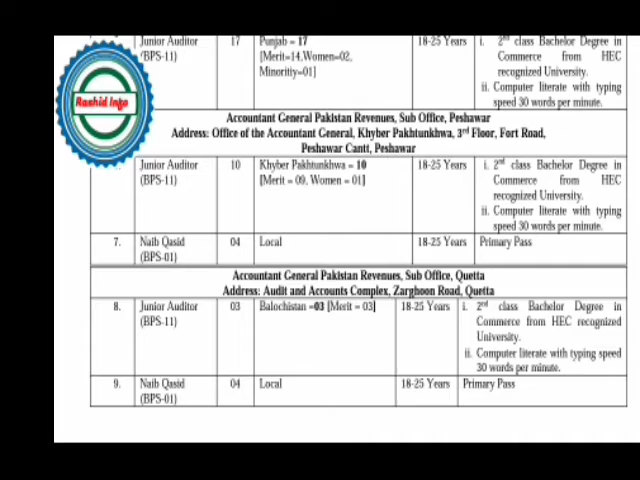 Junior Auditor 17 Punjab = 17 18-25 Years i. 2nd class Bachelor Degree in
(BPS-11) [Merit=14,Women=02, Commerce from HEC
Minoritiy=01] recognized University.
ii. Computer literate with typing
speed 30 words per minute.
Rashid Info
Accountant General Pakistan Revenues, Sub Office, Peshawar
Address: Office of the Accountant General, Khyber Pakhtunkhwa, 3rd Floor, Fort Road,
Peshawar Cantt, Peshawar
Junior Auditor 10 Khyber Pakhtunkhwa = 10 18-25 Years i. 2nd class Bachelor Degree in
(BPS-11) [Merit = 09, Women = 01] Commerce from HEC
recognized University.
ii. Computer literate with typing
speed 30 words per minute.
7. Naib Qasid 04 Local 18-25 Years Primary Pass
(BPS-01)
Accountant General Pakistan Revenues, Sub Office, Quetta
Address: Audit and Accounts Complex, Zarghoon Road, Quetta
8. Junior Auditor 03 Balochistan =03 [Merit = 03] 18-25 Years i. 2nd class Bachelor Degree in
(BPS-11) Commerce from HEC recognized
University.
ii. Computer literate with typing speed
30 words per minute.
9. Naib Qasid 04 Local 18-25 Years Primary Pass
(BPS-01)